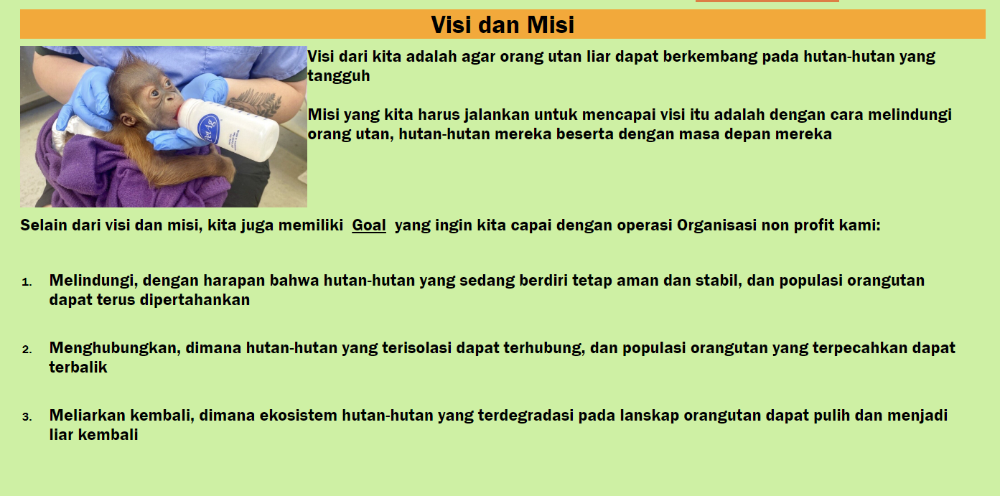 Visi dan Misi
Visi dari kita adalah agar orang utan liar dapat berkembang pada hutan-hutan yang
tangguh
Misi yang kita harus jalankan untuk mencapai visi itu adalah dengan cara melindungi
orang utan, hutan-hutan mereka beserta dengan masa depan mereka
Selain dari visi dan misi, kita juga memiliki Goal yang ingin kita capai dengan operasi Organisasi non profit kami:
1. Melindungi, dengan harapan bahwa hutan-hutan yang sedang berdiri tetap aman dan stabil, dan populasi orangutan
dapat terus dipertahankan
2. Menghubungkan, dimana hutan-hutan yang terisolasi dapat terhubung, dan populasi orangutan yang terpecahkan dapat
terbalik
3. Meliarkan kembali, dimana ekosistem hutan-hutan yang terdegradasi pada lanskap orangutan dapat pulih dan menjadi
liar kembali